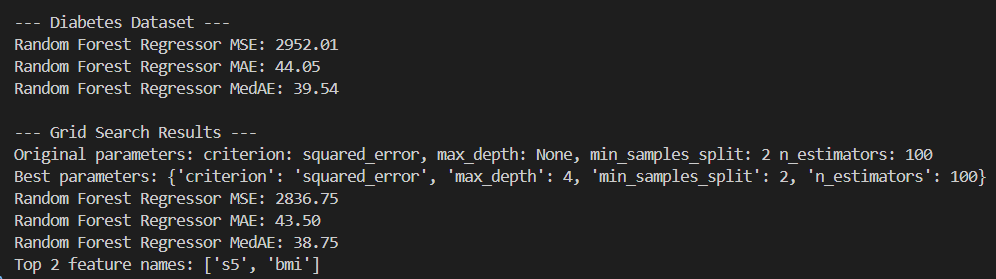 --- Diabetes Dataset ---
Random Forest Regressor MSE: 2952.01
Random Forest Regressor MAE: 44.05
Random Forest Regressor MedAE: 39.54
--- Grid Search Results ---
Original parameters: criterion: squared_error, max_depth: None, min_samples_split: 2 n_estimators: 100
Best parameters: {'criterion': 'squared_error', 'max_depth': 4, 'min_samples_split': 2, 'n_estimators': 100}
Random Forest Regressor MSE: 2836.75
Random Forest Regressor MAE: 43.50
Random Forest Regressor MedAE: 38.75
Top 2 feature names: ['s5', 'bmi']